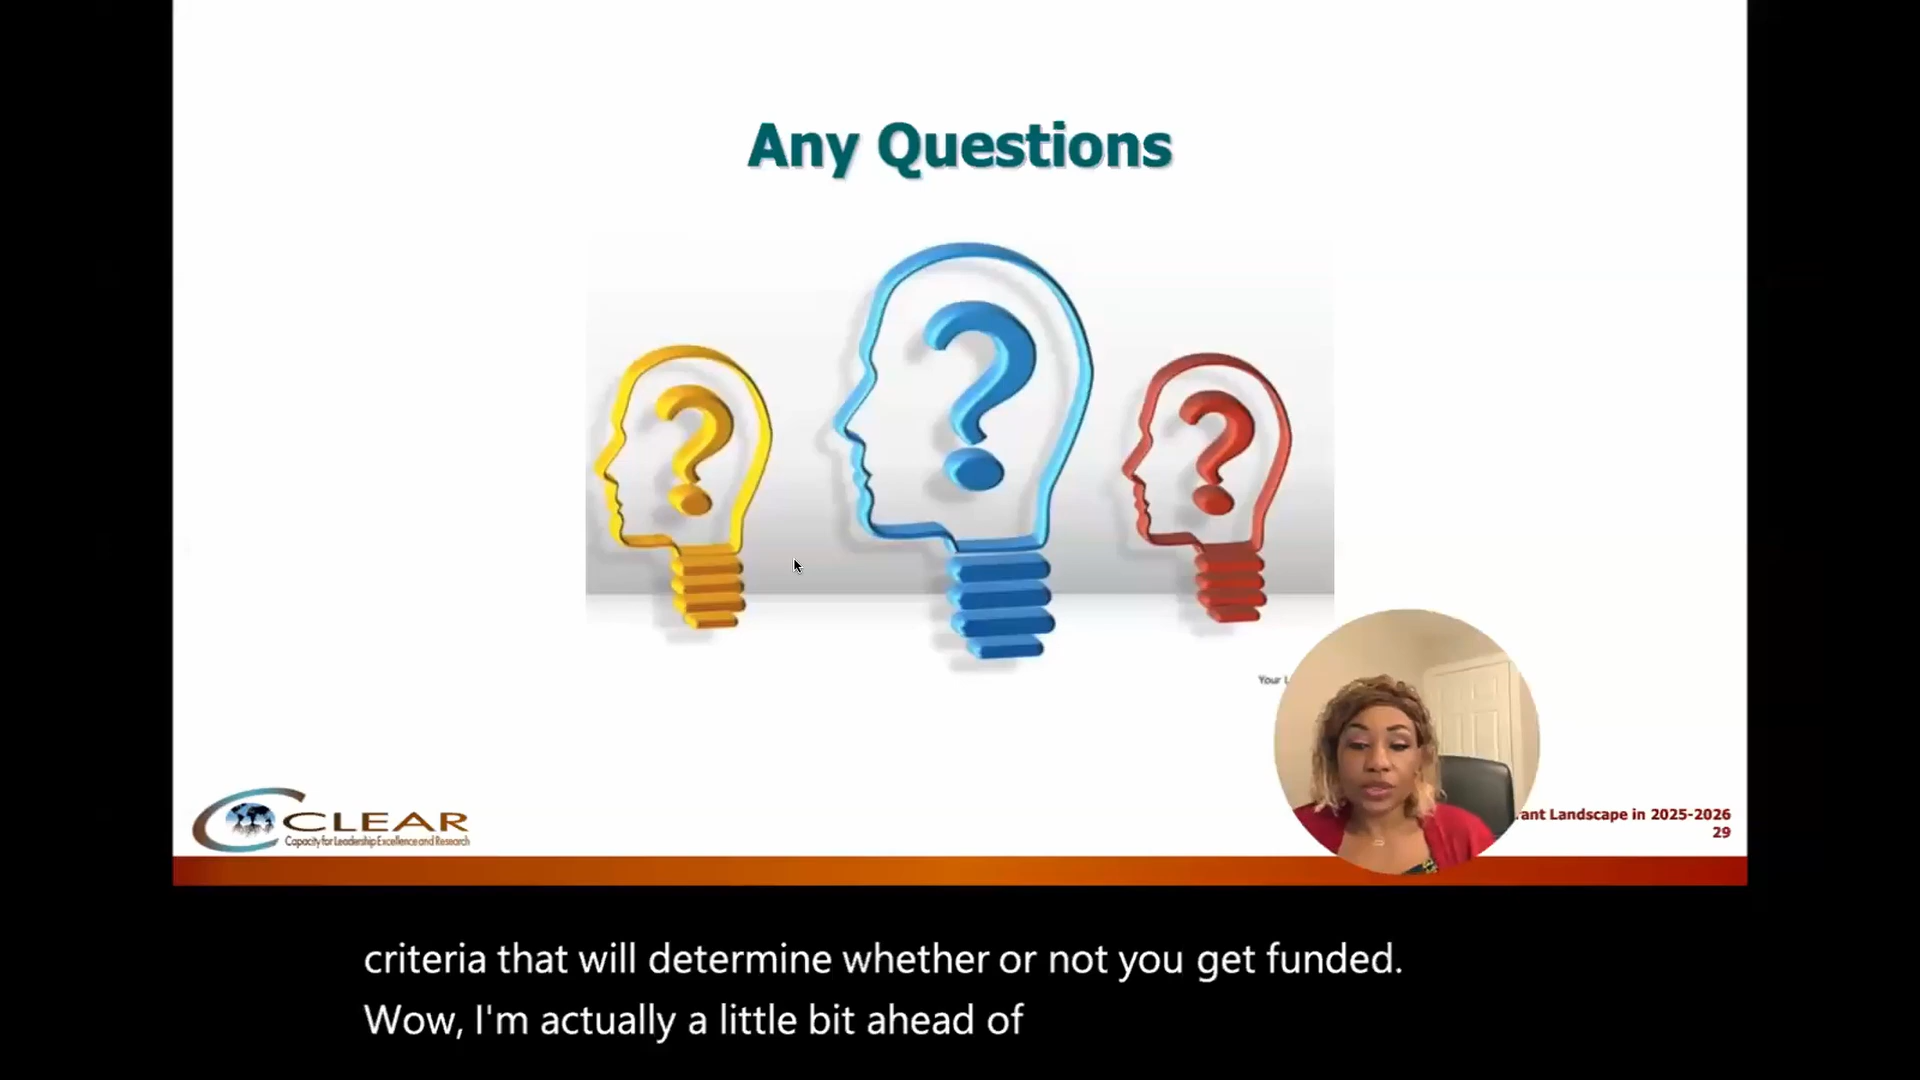 Any Questions
Your
CLEAR
Capacity for Leadership Excellence and Research
Landscape in 2025-2026
29
criteria that will determine whether or not you get funded.
Wow, I'm actually a little bit ahead of